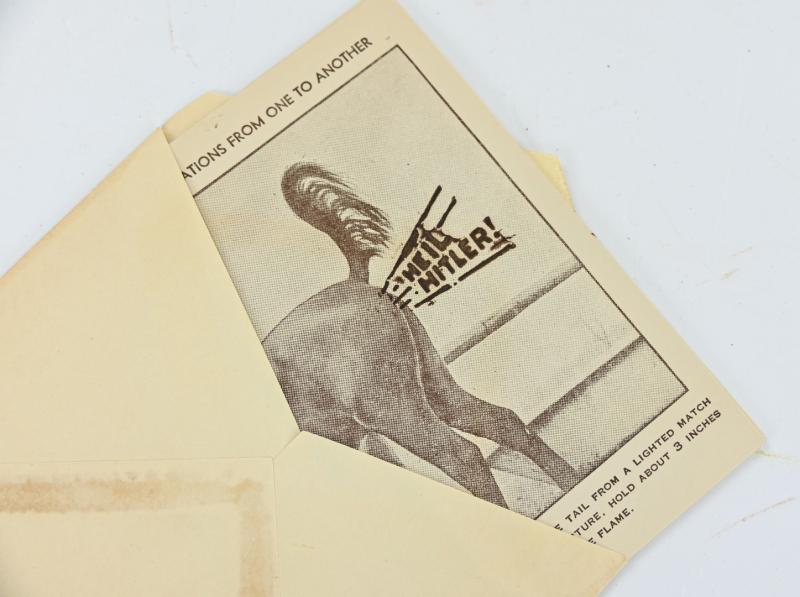 ATIONS FROM ONE TO ANOTHER
HEIL
HITLER!
E TAIL FROM A LIGHTED MATCH
TURE, HOLD ABOUT 3 INCHES
E FLAME.